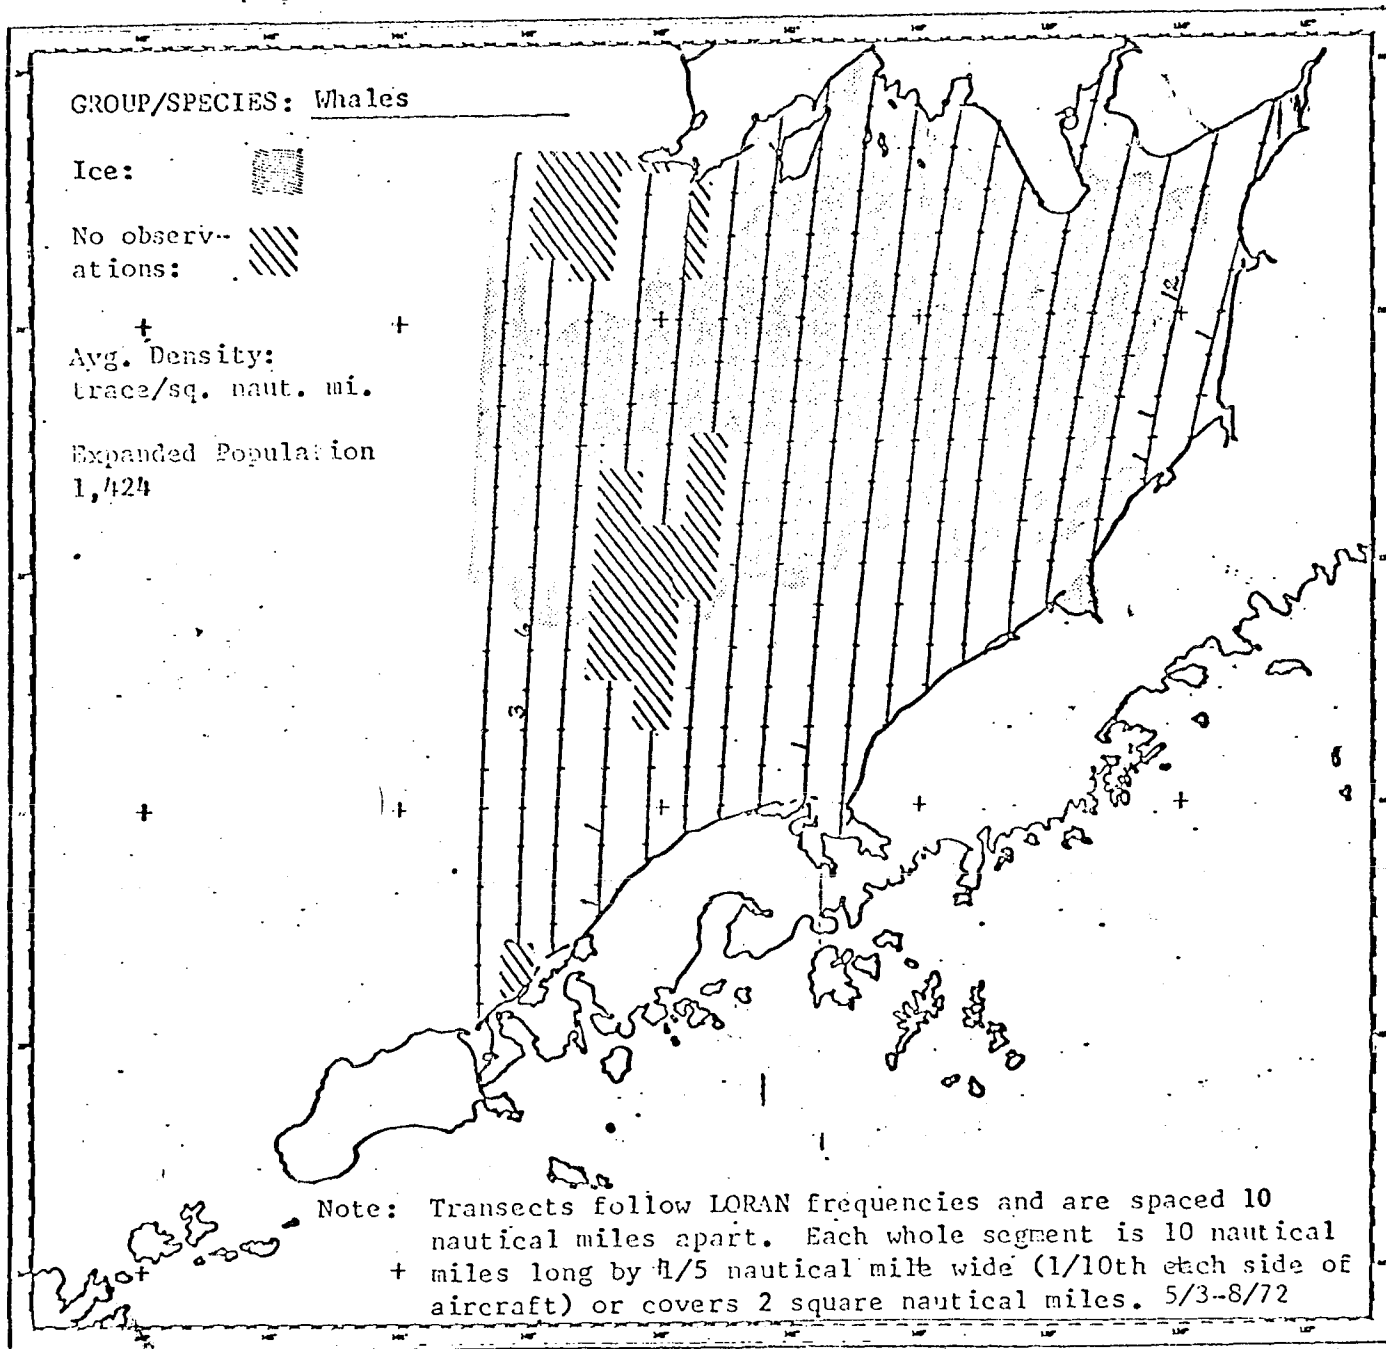 GROUP/SPECIES: Whales
Ice:
No observ-
ations:
Avg. Density:
trace/sq. naut. mi.
Expanded Population
1,424
12
6
3
Note: Transects follow LORAN frequencies and are spaced 10
nautical miles apart. Each whole segment is 10 nautical
miles long by 1/5 nautical mile wide (1/10th each side of
aircraft) or covers 2 square nautical miles. 5/3-8/72